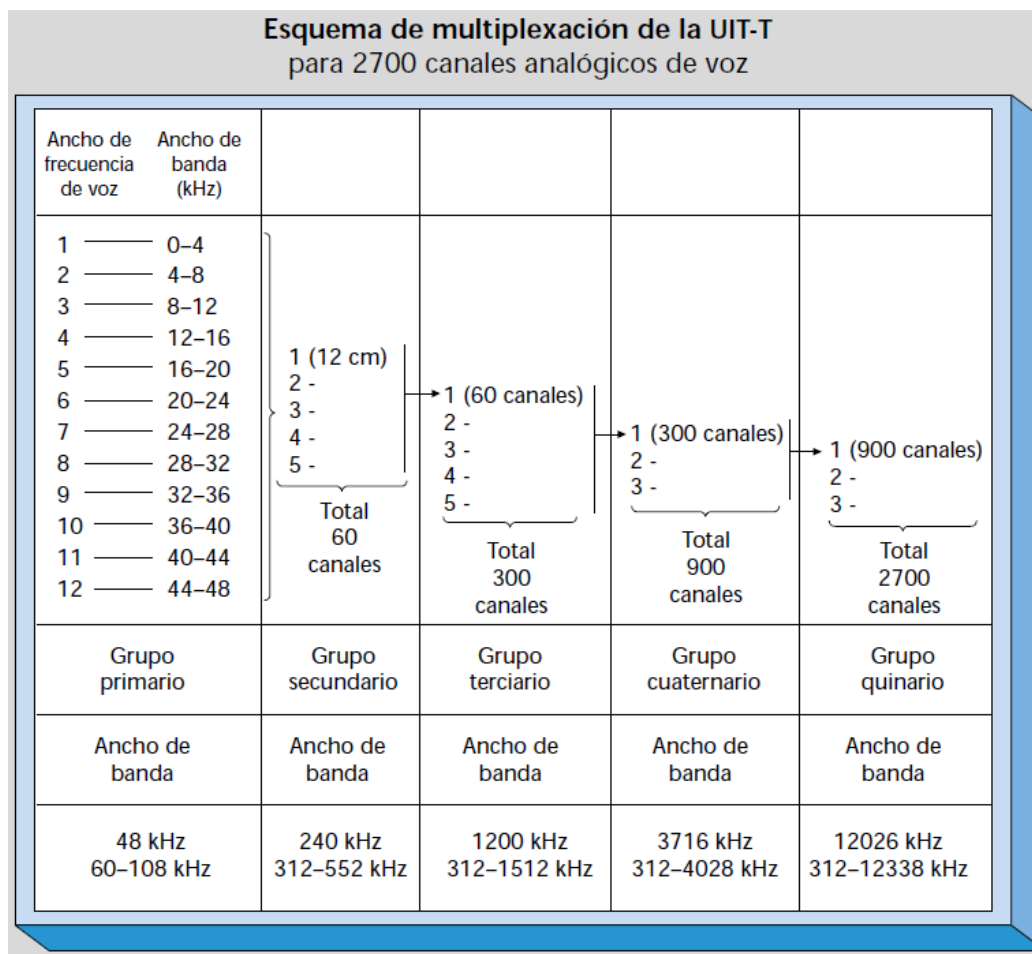 Esquema de multiplexación de la UIT-T
para 2700 canales analógicos de voz
Ancho de frecuencia de voz
Ancho de banda (kHz)
1 0–4
2 4–8
3 8–12
4 12–16
5 16–20
6 20–24
7 24–28
8 28–32
9 32–36
10 36–40
11 40–44
12 44–48
1 (12 cm)
2 -
3 -
4 -
5 -
Total
60
canales
1 (60 canales)
2 -
3 -
4 -
5 -
Total
300
canales
1 (300 canales)
2 -
3 -
Total
900
canales
1 (900 canales)
2 -
3 -
Total
2700
canales
Grupo primario
Grupo secundario
Grupo terciario
Grupo cuaternario
Grupo quinario
Ancho de banda
Ancho de banda
Ancho de banda
Ancho de banda
Ancho de banda
48 kHz
60–108 kHz
240 kHz
312–552 kHz
1200 kHz
312–1512 kHz
3716 kHz
312–4028 kHz
12026 kHz
312–12338 kHz